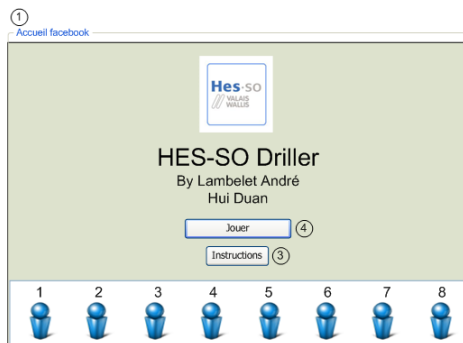 1
Accueil facebook
Hes·so
VALAIS
WALLIS
HES-SO Driller
By Lambelet André
Hui Duan
Jouer 4
Instructions 3
1 2 3 4 5 6 7 8